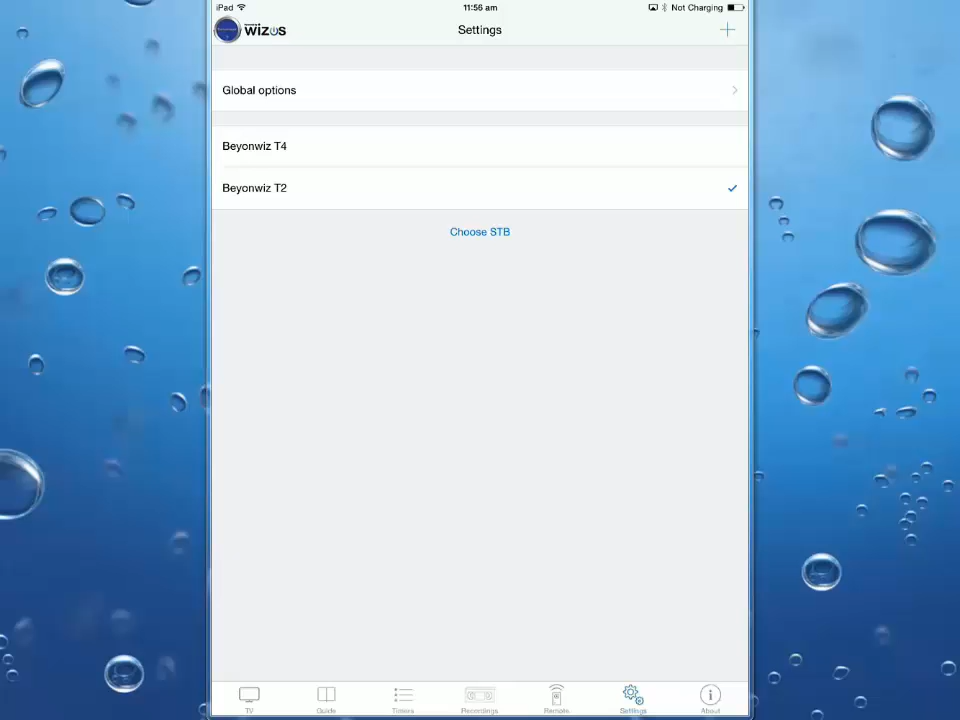 iPad 11:56 am Not Charging
WizOS Settings
Global options
Beyonwiz T4
Beyonwiz T2
Choose STB
TV Guide Timers Recordings Remote Settings About